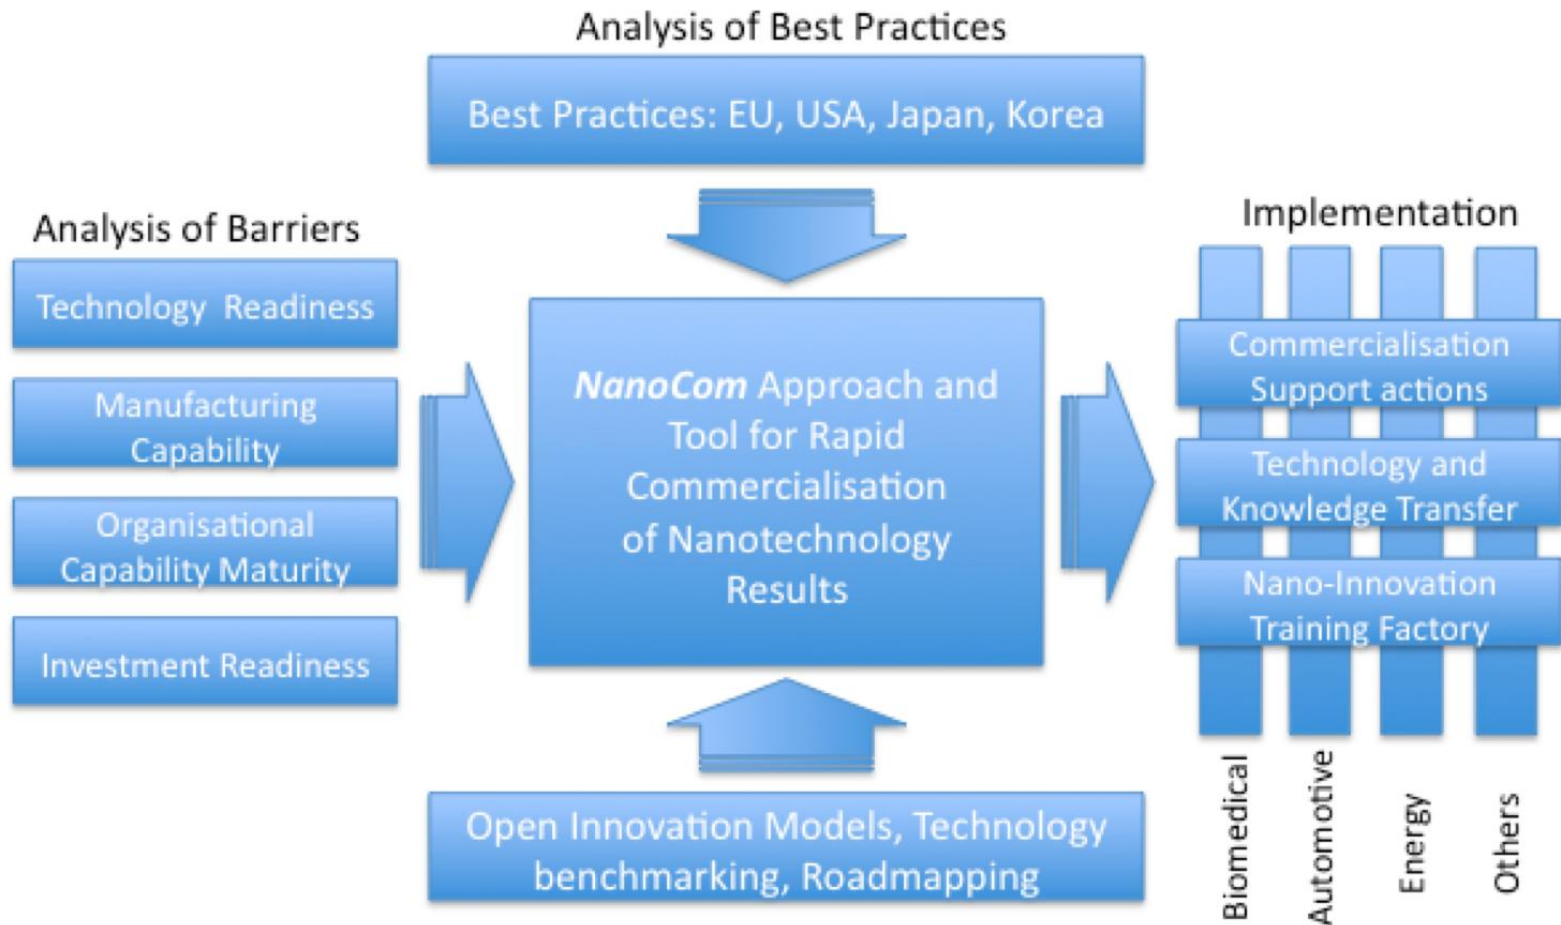 Analysis of Best Practices
Best Practices: EU, USA, Japan, Korea
Analysis of Barriers
Technology Readiness
Manufacturing
Capability
Organisational
Capability Maturity
Investment Readiness
NanoCom Approach and
Tool for Rapid
Commercialisation
of Nanotechnology
Results
Open Innovation Models, Technology
benchmarking, Roadmapping
Implementation
Commercialisation
Support actions
Technology and
Knowledge Transfer
Nano-Innovation
Training Factory
Biomedical
Automotive
Energy
Others